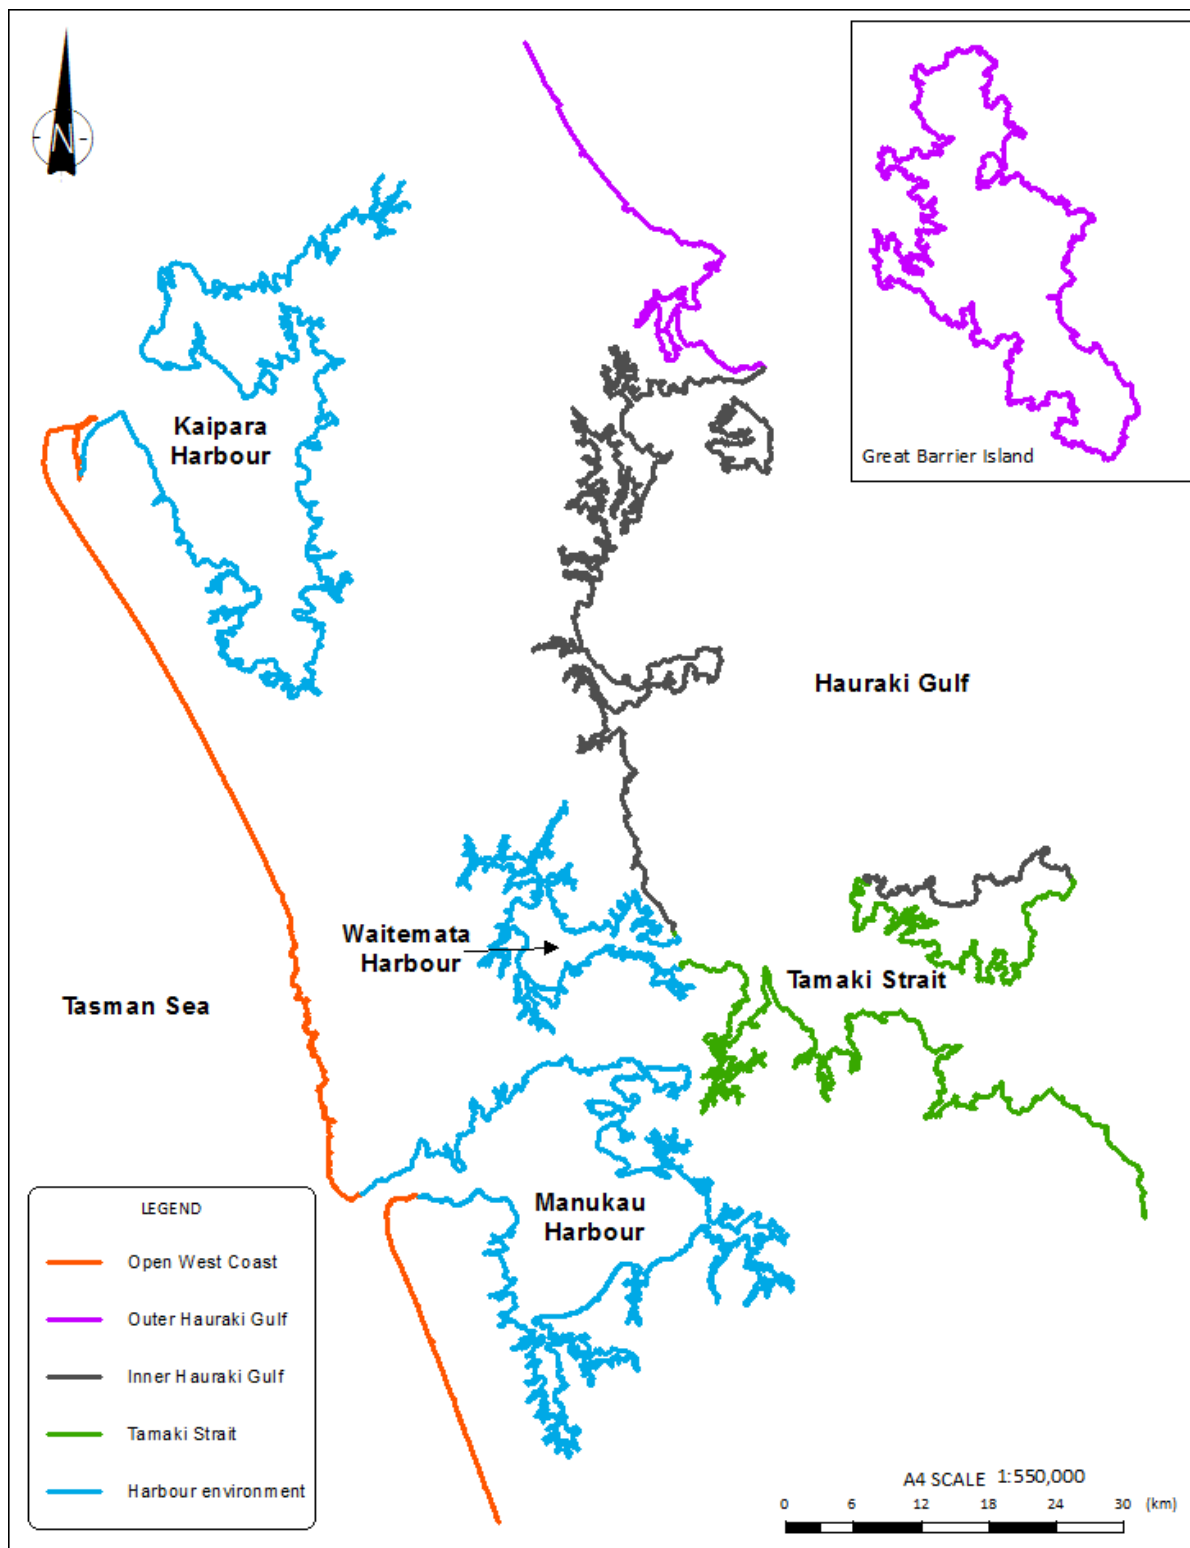 N
Great Barrier Island
Kaipara
Harbour
Hauraki Gulf
Waitemata
Harbour
Tamaki Strait
Tasman Sea
Manukau
Harbour
LEGEND
Open West Coast
Outer Hauraki Gulf
Inner Hauraki Gulf
Tamaki Strait
Harbour environment
A4 SCALE 1:550,000
0 6 12 18 24 30 (km)